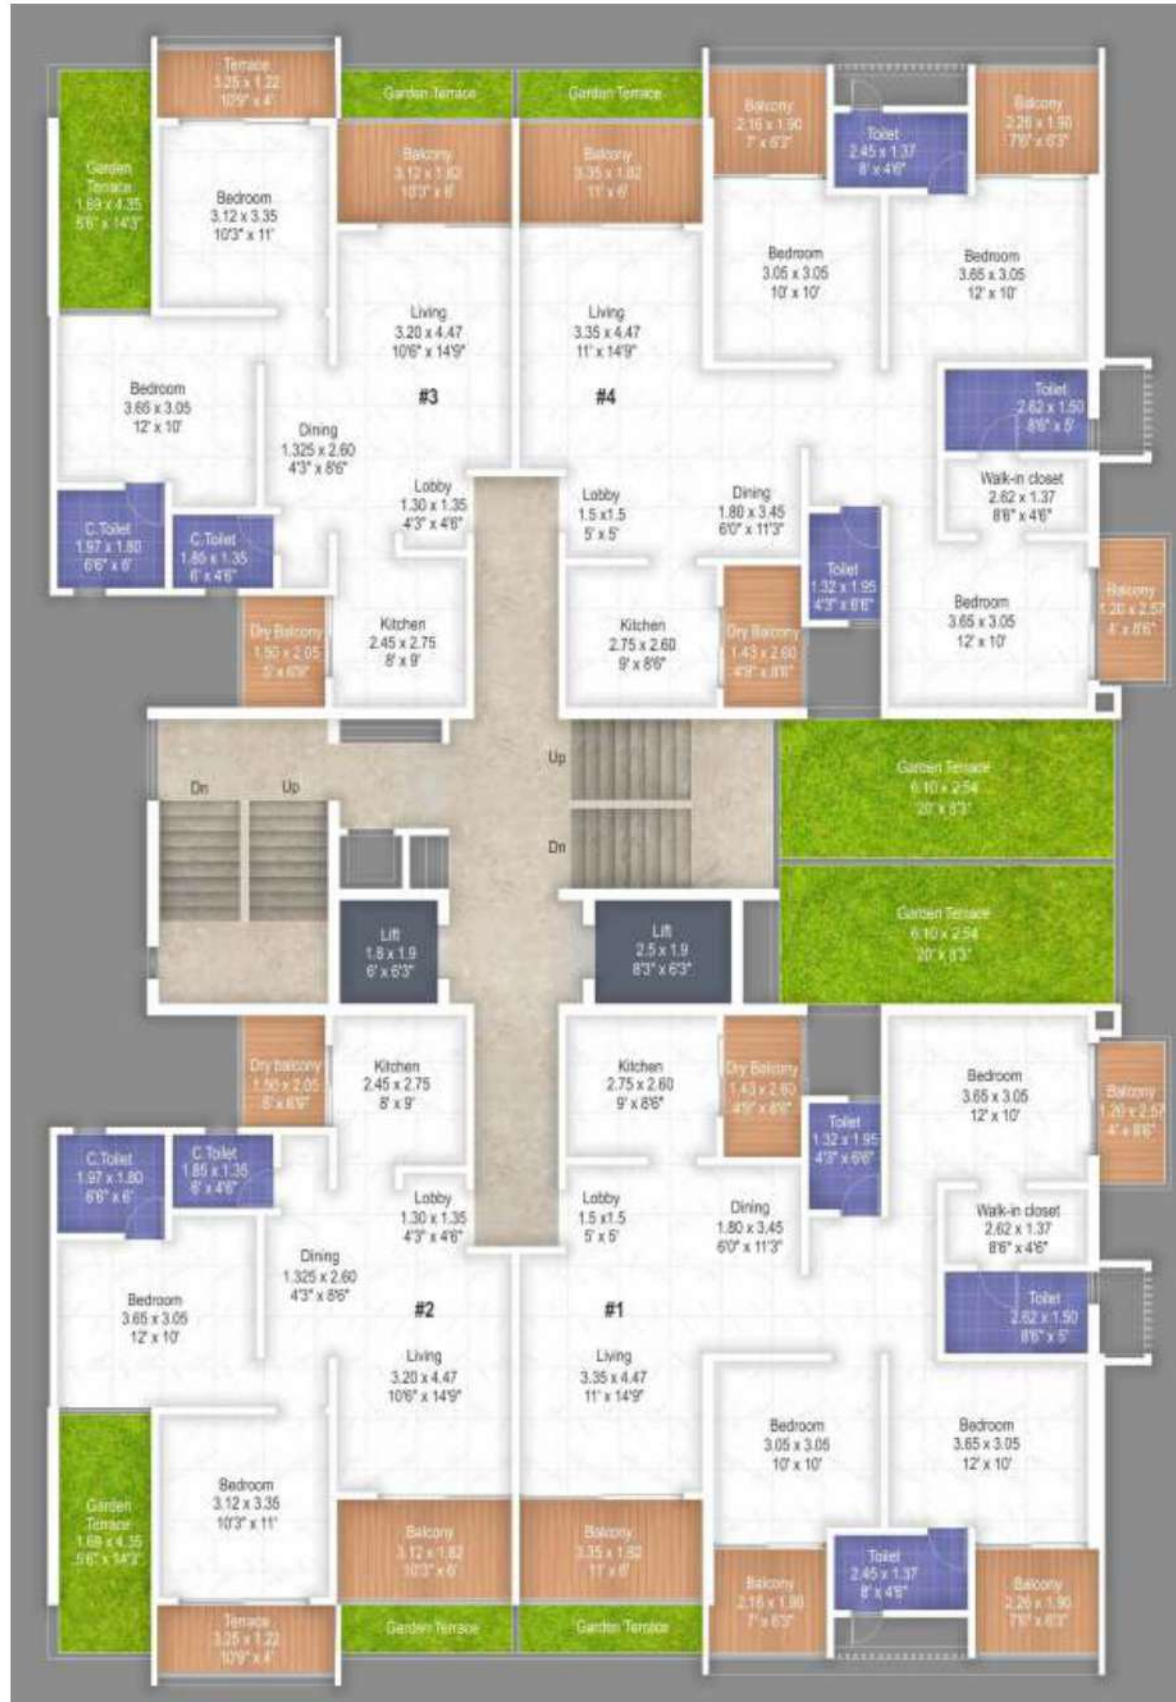 Terrace
3.25 x 1.22
10'9" x 4'
Garden Terrace
Garden Terrace
Balcony
2.16 x 1.90
7' x 6'3"
Toilet
2.45 x 1.37
8' x 4'6"
Balcony
2.26 x 1.90
7'6" x 6'3"
Garden
Terrace
1.69 x 4.35
5'6" x 14'3"
Bedroom
3.12 x 3.35
10'3" x 11'
Balcony
3.12 x 1.82
10'3" x 6'
Balcony
3.35 x 1.82
11' x 6'
Bedroom
3.05 x 3.05
10' x 10'
Bedroom
3.65 x 3.05
12' x 10'
Living
3.20 x 4.47
10'6" x 14'9"
#3
Living
3.35 x 4.47
11' x 14'9"
#4
Bedroom
3.65 x 3.05
12' x 10'
Toilet
2.62 x 1.50
8'6" x 5'
Dining
1.325 x 2.60
4'3" x 8'6"
Lobby
1.30 x 1.35
4'3" x 4'6"
Lobby
1.5 x1.5
5' x 5'
Dining
1.80 x 3.45
6'0" x 11'3"
Walk-in closet
2.62 x 1.37
8'6" x 4'6"
C.Toilet
1.97 x 1.80
6'6" x 6'
C.Toilet
1.85 x 1.35
6' x 4'6"
Toilet
1.32 x 1.95
4'3" x 6'6"
Bedroom
3.65 x 3.05
12' x 10'
Balcony
1.20 x 2.57
4' x 8'6"
Dry Balcony
1.50 x 2.05
5' x 6'9"
Kitchen
2.45 x 2.75
8' x 9'
Kitchen
2.75 x 2.60
9' x 8'6"
Dry Balcony
1.43 x 2.60
4'9" x 8'6"
Dn
Up
Up
Dn
Garden Terrace
6.10 x 2.54
20' x 8'3"
Garden Terrace
6.10 x 2.54
20' x 8'3"
Lift
1.8 x 1.9
6' x 6'3"
Lift
2.5 x 1.9
8'3" x 6'3"
Dry balcony
1.50 x 2.05
5' x 6'9"
Kitchen
2.45 x 2.75
8' x 9'
Kitchen
2.75 x 2.60
9' x 8'6"
Dry Balcony
1.43 x 2.60
4'9" x 8'6"
Bedroom
3.65 x 3.05
12' x 10'
Balcony
1.20 x 2.57
4' x 8'6"
C.Toilet
1.97 x 1.80
6'6" x 6'
C.Toilet
1.85 x 1.35
6' x 4'6"
Toilet
1.32 x 1.95
4'3" x 6'6"
Lobby
1.30 x 1.35
4'3" x 4'6"
Lobby
1.5 x1.5
5' x 5'
Dining
1.80 x 3.45
6'0" x 11'3"
Walk-in closet
2.62 x 1.37
8'6" x 4'6"
Dining
1.325 x 2.60
4'3" x 8'6"
Bedroom
3.65 x 3.05
12' x 10'
#2
#1
Toilet
2.62 x 1.50
8'6" x 5'
Living
3.20 x 4.47
10'6" x 14'9"
Living
3.35 x 4.47
11' x 14'9"
Bedroom
3.05 x 3.05
10' x 10'
Bedroom
3.65 x 3.05
12' x 10'
Garden
Terrace
1.69 x 4.35
5'6" x 14'3"
Bedroom
3.12 x 3.35
10'3" x 11'
Balcony
3.12 x 1.82
10'3" x 6'
Balcony
3.35 x 1.82
11' x 6'
Balcony
2.16 x 1.90
7' x 6'3"
Toilet
2.45 x 1.37
8' x 4'6"
Balcony
2.26 x 1.90
7'6" x 6'3"
Terrace
3.25 x 1.22
10'9" x 4'
Garden Terrace
Garden Terrace